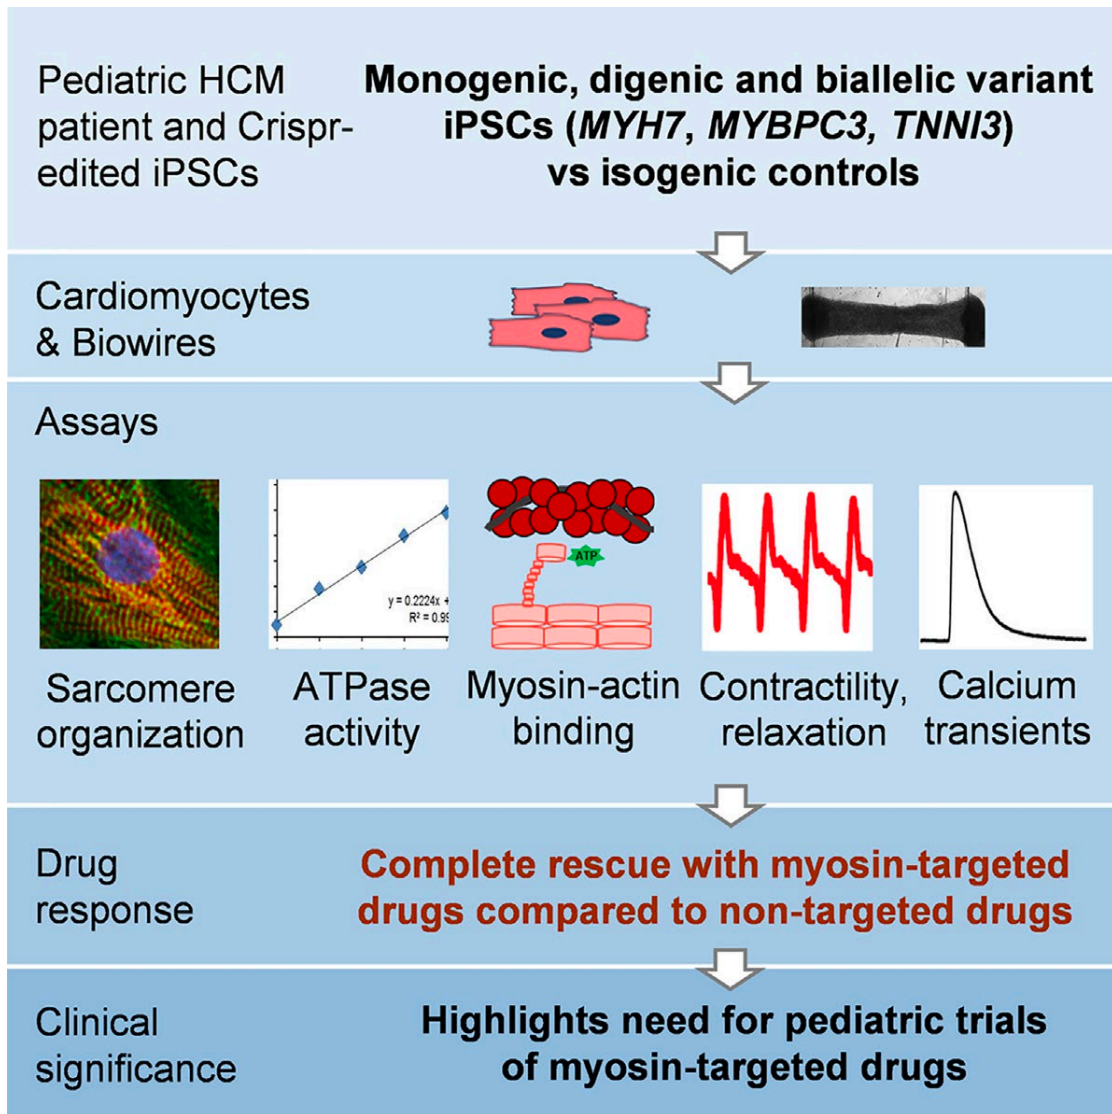 Pediatric HCM
patient and Crispr-
edited iPSCs
Monogenic, digenic and biallelic variant
iPSCs (MYH7, MYBPC3, TNNI3)
vs isogenic controls
Cardiomyocytes
& Biowires
Assays
y = 0.2224x +
R² = 0.99
ATP
Sarcomere
organization
ATPase
activity
Myosin-actin
binding
Contractility,
relaxation
Calcium
transients
Drug
response
Complete rescue with myosin-targeted
drugs compared to non-targeted drugs
Clinical
significance
Highlights need for pediatric trials
of myosin-targeted drugs